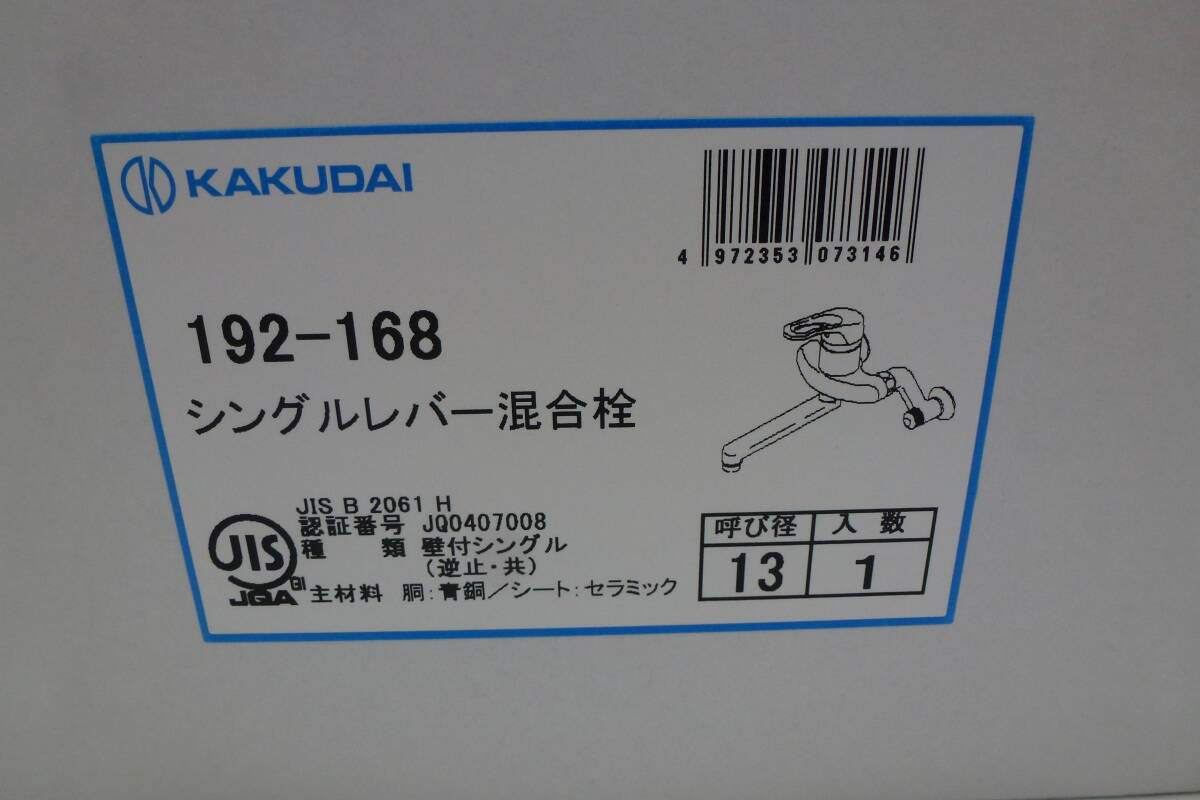 KAKUDAI
4 972353 073146
192-168
シングルレバー混合栓
JIS B 2061 H
認証番号 JQ0407008
種類 壁付シングル
(逆止・共)
主材料 胴:青銅/シート:セラミック
JIS
JQA
GI
呼び径 入数
13 1